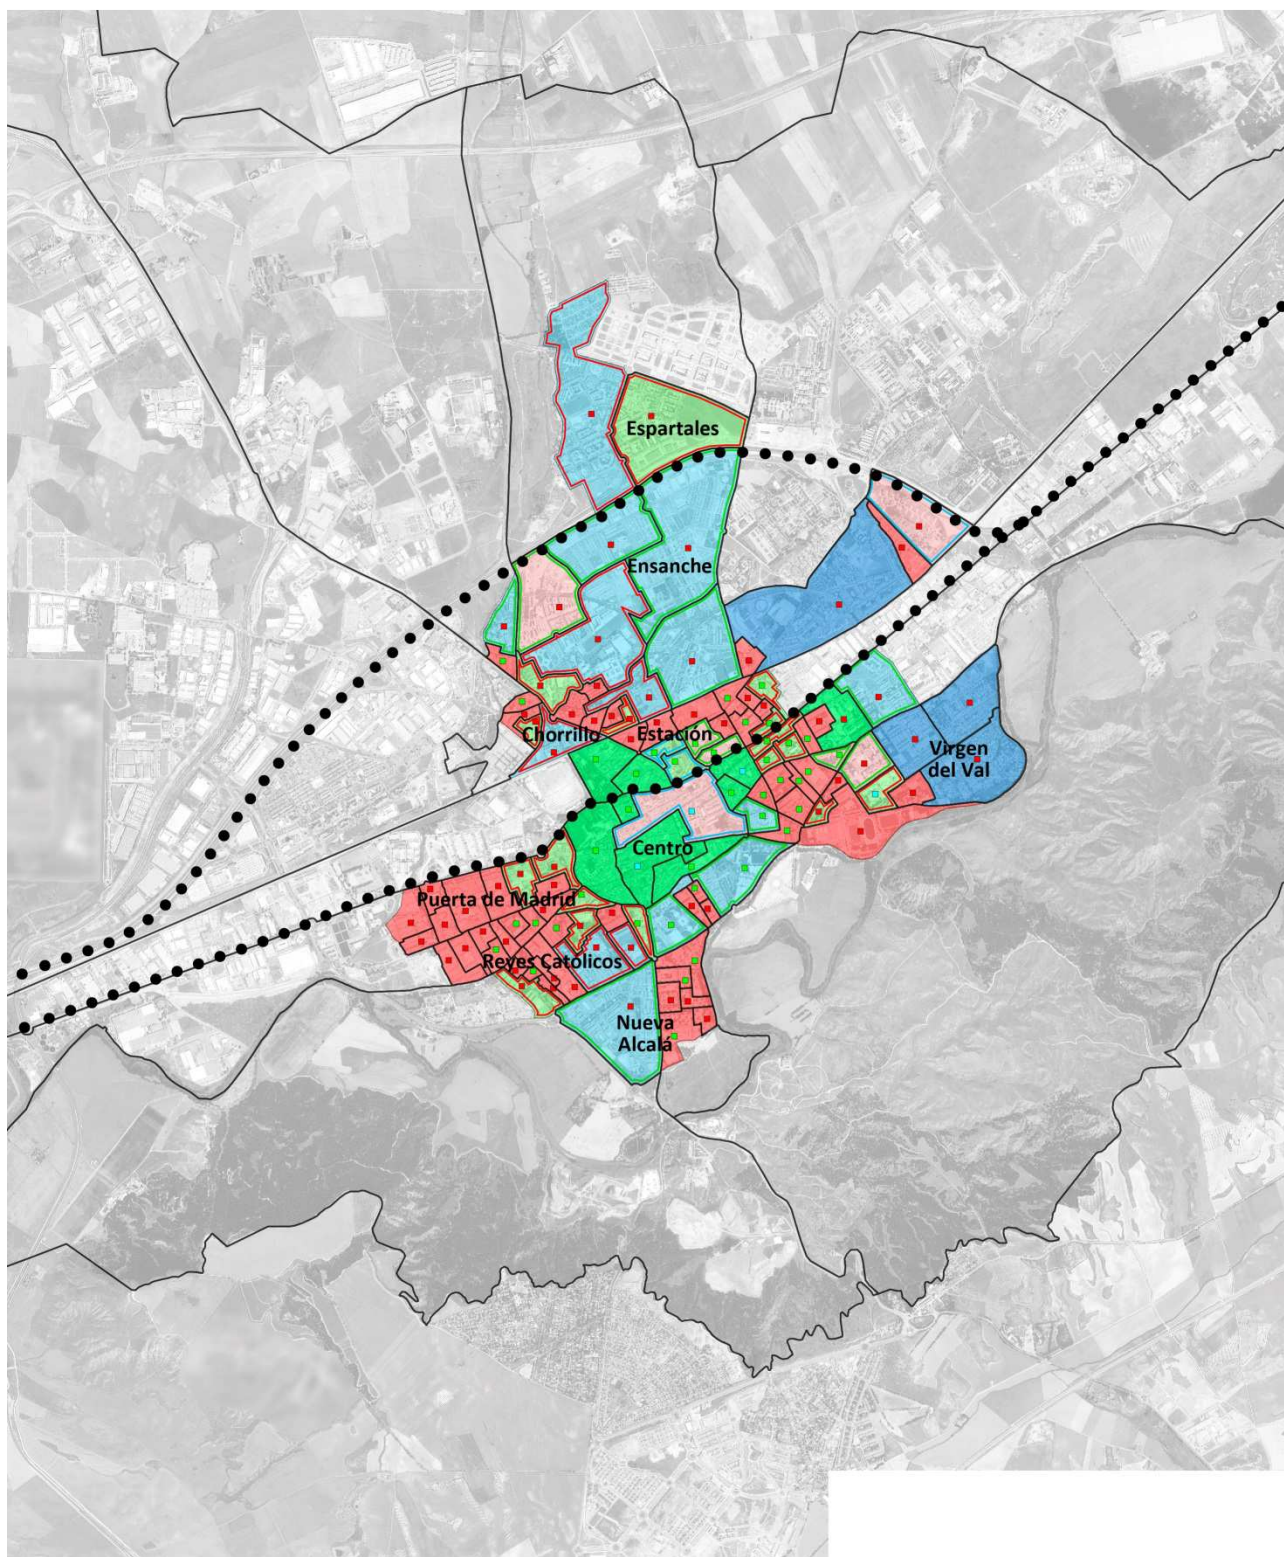 Espartales
Ensanche
Chorrillo
Estación
Virgen
del Val
Centro
Puerta de Madrid
Reyes Católicos
Nueva
Alcalá